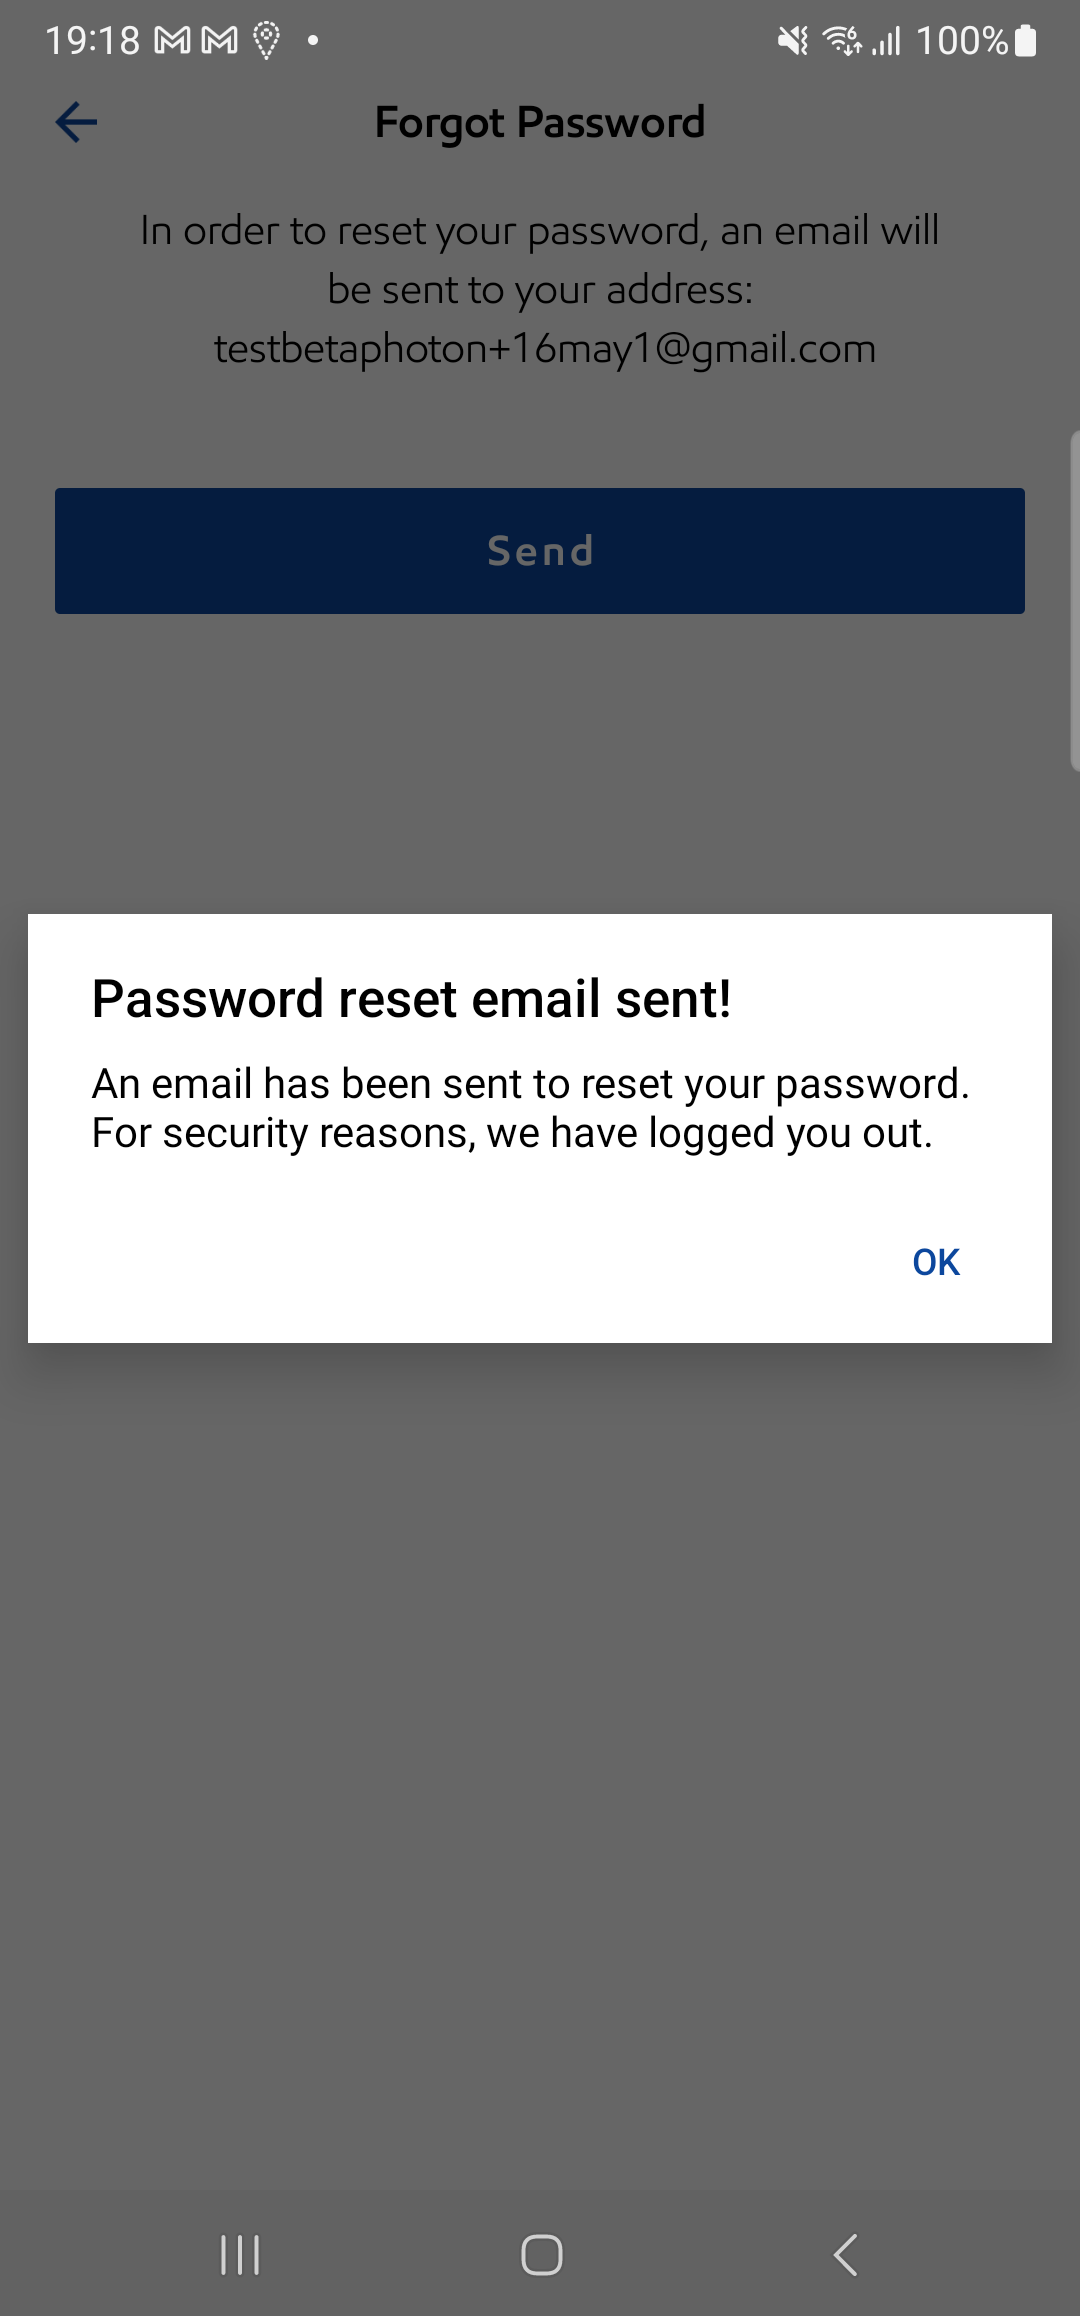 19:18
100%
Forgot Password
In order to reset your password, an email will
be sent to your address:
testbetaphoton+16may1@gmail.com
Send
Password reset email sent!
An email has been sent to reset your password.
For security reasons, we have logged you out.
OK